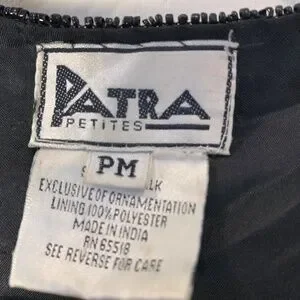 PATRA
PETITES
PM
EXCLUSIVE OF ORNAMENTATION
LINING 100% POLYESTER
MADE IN INDIA
RN 65518
SEE REVERSE FOR CARE